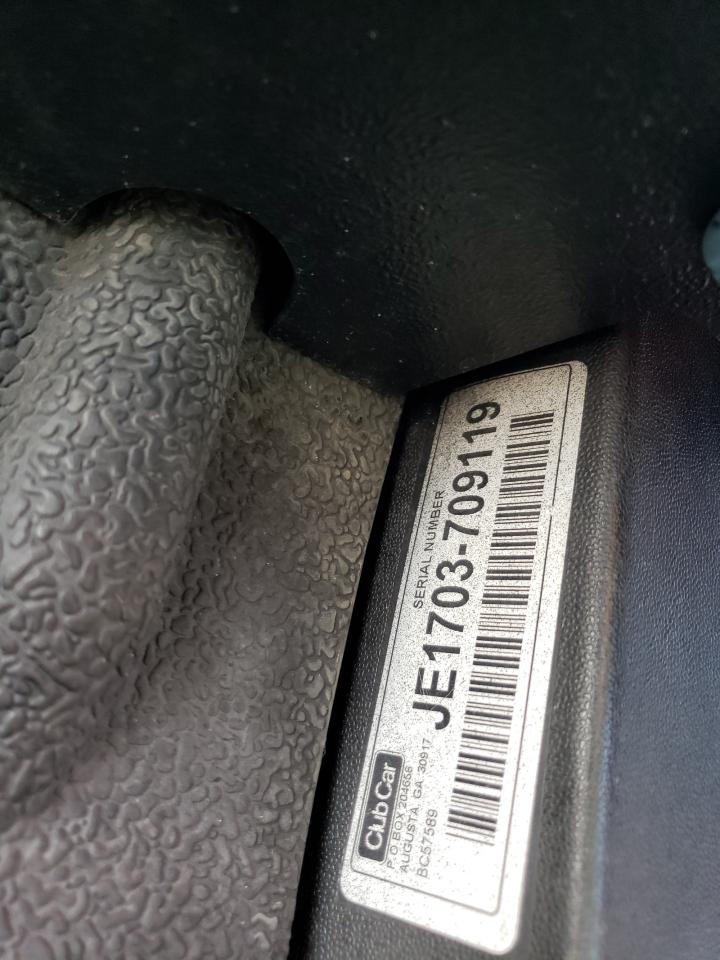 SERIAL NUMBER
JE1703-709119
Club Car
P.O BOX 204658
AUGUSTA, GA. 30917
BC57589